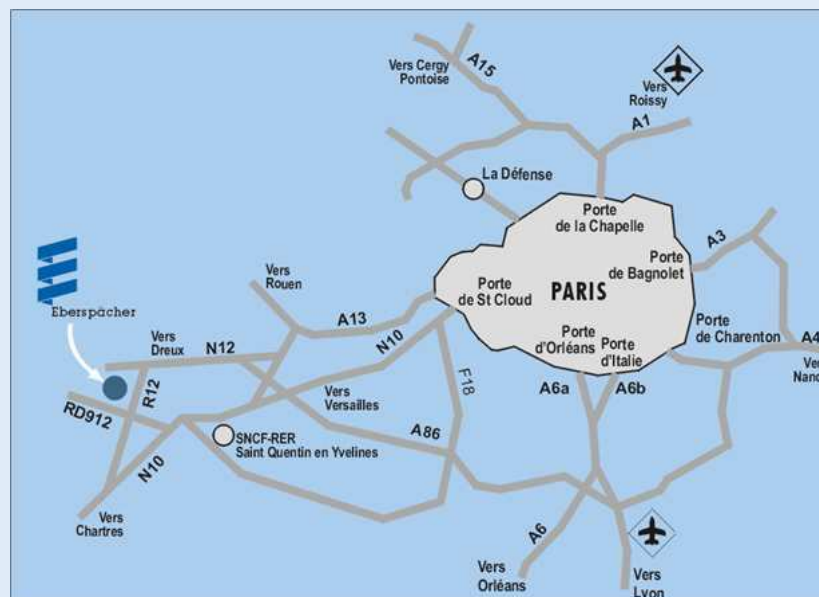 Vers Cergy
Pontoise
A15
Vers
Roissy
A1
La Défense
Porte
de la Chapelle
A3
Porte
de Bagnolet
Vers
Rouen
Porte
de St Cloud
PARIS
Eberspächer
A13
Porte
de Charenton
Vers
Dreux
N12
N10
Porte
d'Orléans
Porte
d'Italie
A4
F18
A6a
A6b
R12
RD912
Vers
Versailles
A86
SNCF-RER
Saint Quentin en Yvelines
N10
Vers
Chartres
A6
Vers
Orléans
Vers
Lyon